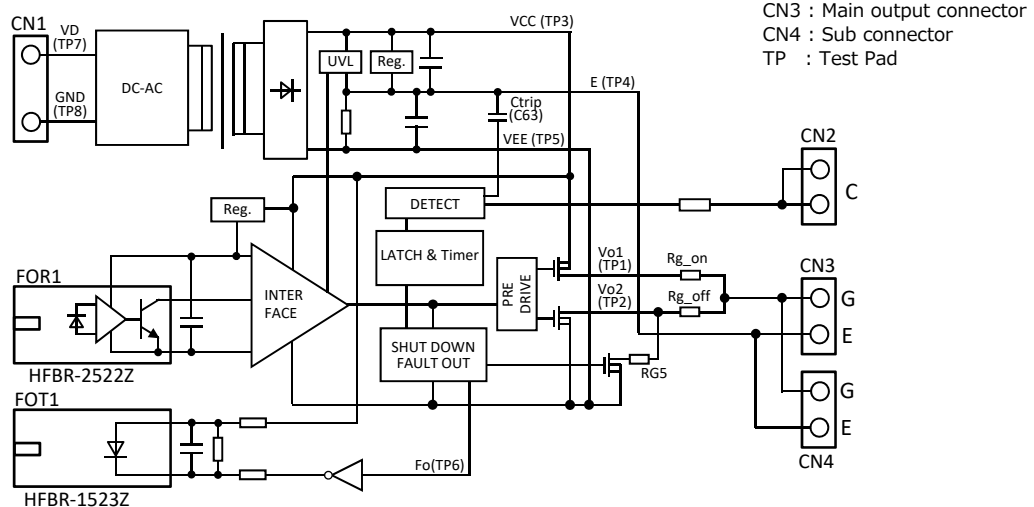 CN3 : Main output connector
CN4 : Sub connector
TP : Test Pad
CN1
VD
(TP7)
GND
(TP8)
DC-AC
VCC (TP3)
UVL
Reg.
E (TP4)
Ctrip
(C63)
VEE (TP5)
CN2
C
Reg.
DETECT
LATCH & Timer
FOR1
HFBR-2522Z
INTER
FACE
PRE
DRIVE
Vo1
(TP1)
Rg_on
Vo2
(TP2)
Rg_off
CN3
G
E
SHUT DOWN
FAULT OUT
RG5
G
E
CN4
FOT1
HFBR-1523Z
Fo(TP6)